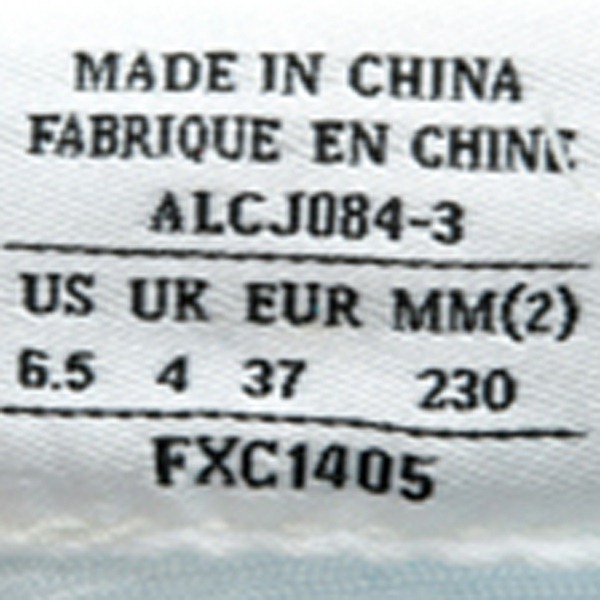 MADE IN CHINA
FABRIQUE EN CHINE
ALCJ084-3
US UK EUR MM(2)
6.5 4 37 230
FXC1405